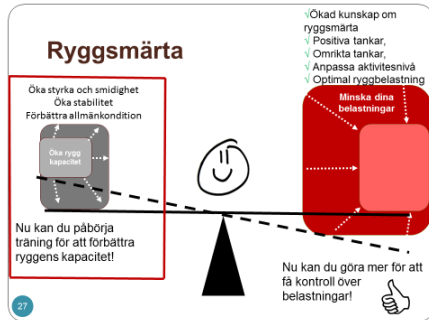 Ryggsmärta
√Ökad kunskap om
ryggsmärta
√ Positiva tankar,
√ Omrikta tankar,
√ Anpassa aktivitesnivå
√ Optimal ryggbelastning
Öka styrka och smidighet
Öka stabilitet
Förbättra allmänkondition
Öka rygg
kapacitet
Minska dina
belastningar
Nu kan du påbörja
träning för att förbättra
ryggens kapacitet!
Nu kan du göra mer för att
få kontroll över
belastningar!
27